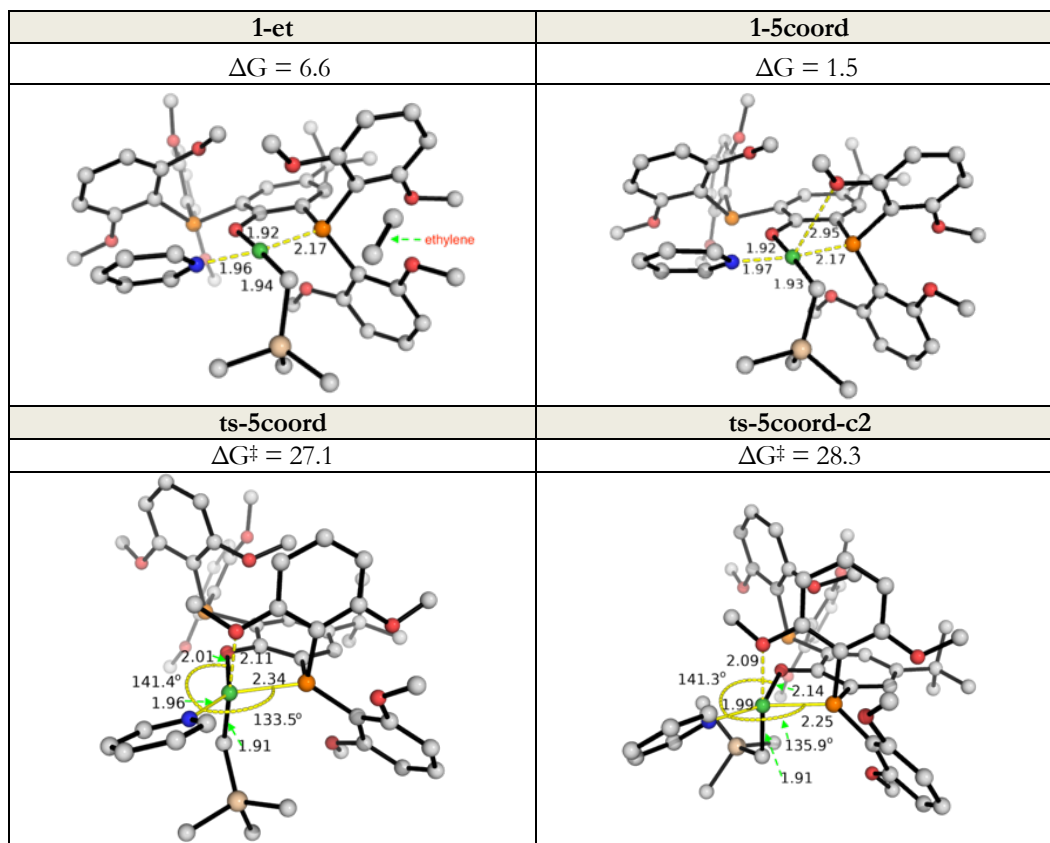 1-et
1-5coord
ΔG = 6.6
ΔG = 1.5
1.92
2.17
1.96
1.94
ethylene
2.95
1.92
2.17
1.97
1.93
ts-5coord
ts-5coord-c2
ΔG‡ = 27.1
ΔG‡ = 28.3
2.01
2.11
141.4°
2.34
1.96
133.5°
1.91
2.09
141.3°
2.14
1.99
2.25
135.9°
1.91